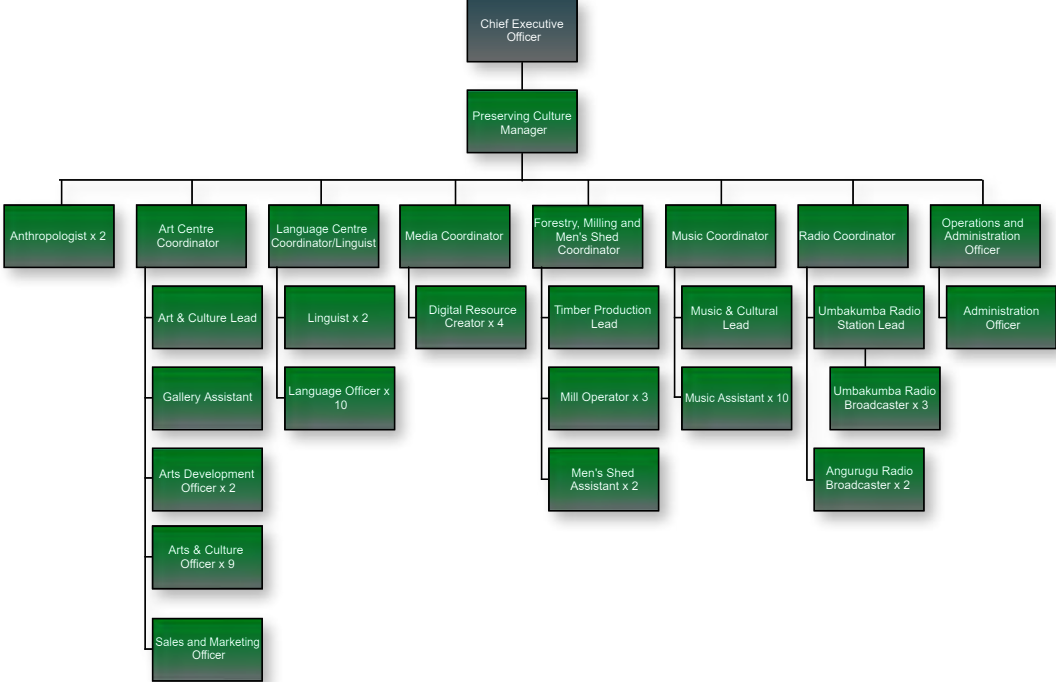 Chief Executive
Officer
Preserving Culture
Manager
Anthropologist x 2
Art Centre
Coordinator
Language Centre
Coordinator/Linguist
Media Coordinator
Forestry, Milling and
Men's Shed
Coordinator
Music Coordinator
Radio Coordinator
Operations and
Administration
Officer
Art & Culture Lead
Gallery Assistant
Arts Development
Officer x 2
Arts & Culture
Officer x 9
Sales and Marketing
Officer
Linguist x 2
Language Officer x
10
Digital Resource
Creator x 4
Timber Production
Lead
Mill Operator x 3
Men's Shed
Assistant x 2
Music & Cultural
Lead
Music Assistant x 10
Umbakumba Radio
Station Lead
Umbakumba Radio
Broadcaster x 3
Angurugu Radio
Broadcaster x 2
Administration
Officer